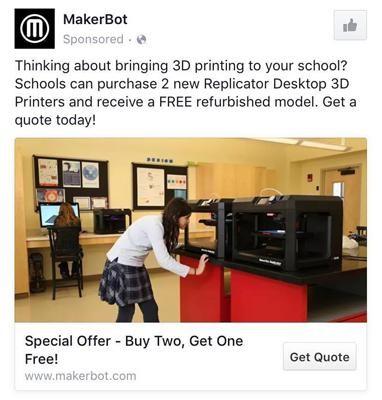 MakerBot
Sponsored ·
Thinking about bringing 3D printing to your school?
Schools can purchase 2 new Replicator Desktop 3D
Printers and receive a FREE refurbished model. Get a
quote today!
DESIGN
Special Offer - Buy Two, Get One
Free!
Get Quote
www.makerbot.com